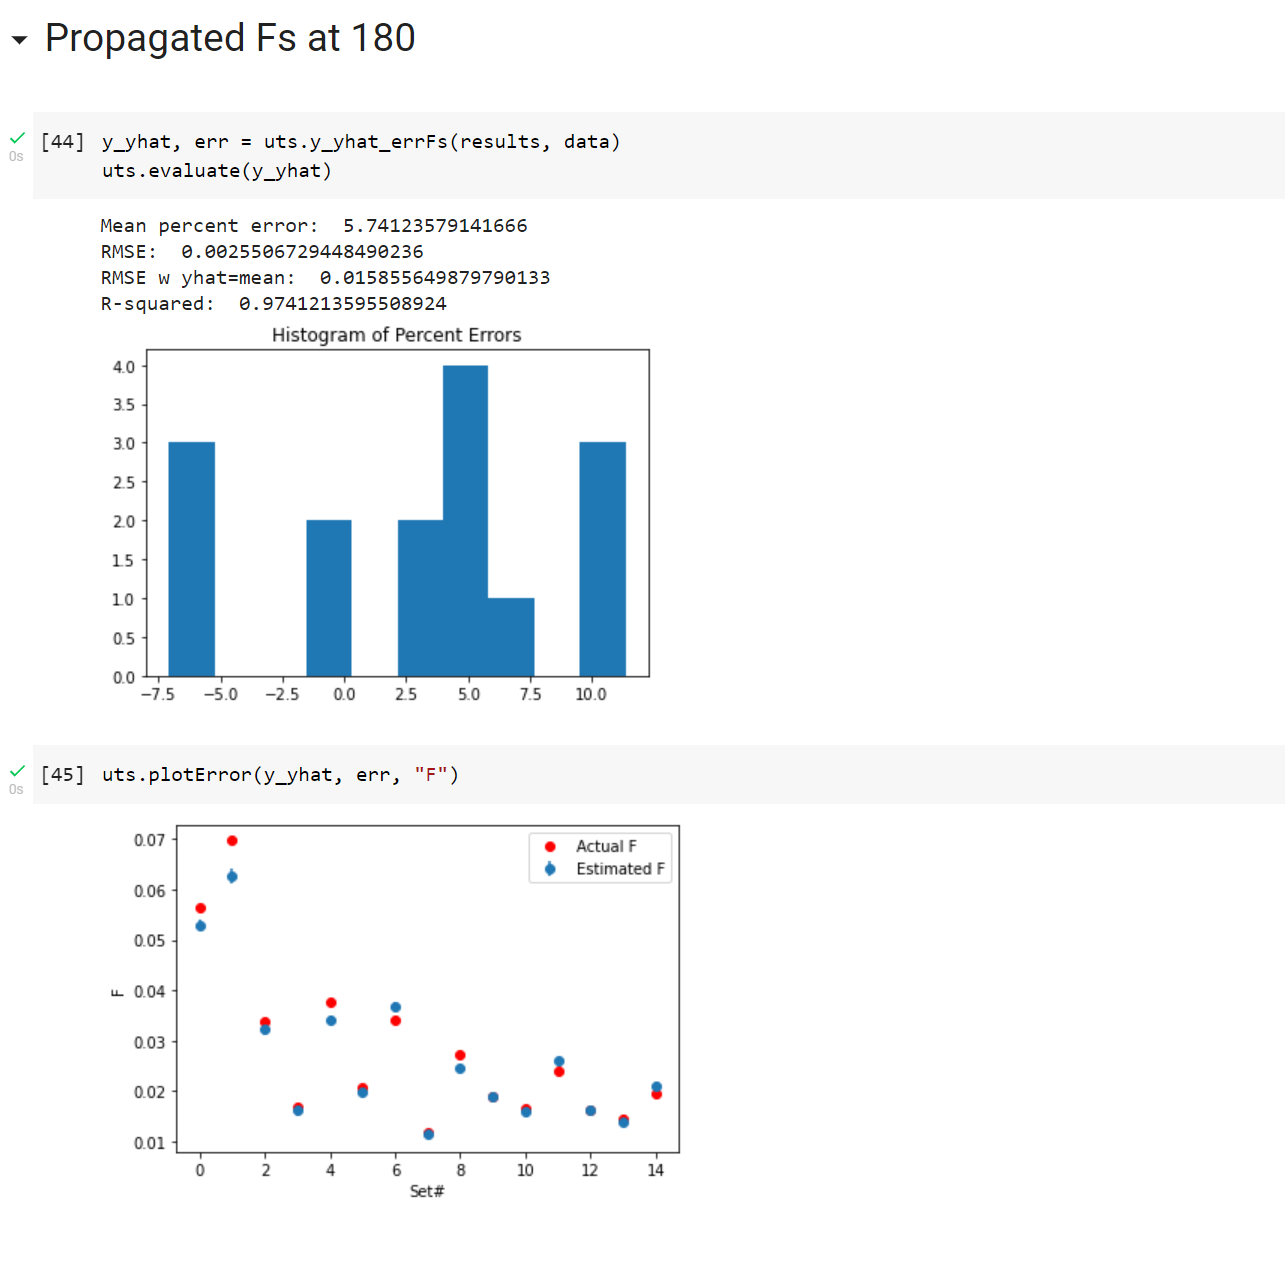 Propagated Fs at 180
[44] y_yhat, err = uts.y_yhat_errFs(results, data)
0s
uts.evaluate(y_yhat)
Mean percent error:  5.74123579141666
RMSE:  0.0025506729448490236
RMSE w yhat=mean:  0.015855649879790133
R-squared:  0.9741213595508924
Histogram of Percent Errors
4.0
3.5
3.0
2.5
2.0
1.5
1.0
0.5
0.0
−7.5 −5.0 −2.5 0.0 2.5 5.0 7.5 10.0
[45] uts.plotError(y_yhat, err, "F")
0s
0.07
0.06
0.05
0.04
0.03
0.02
0.01
F
Actual F
Estimated F
0 2 4 6 8 10 12 14
Set#